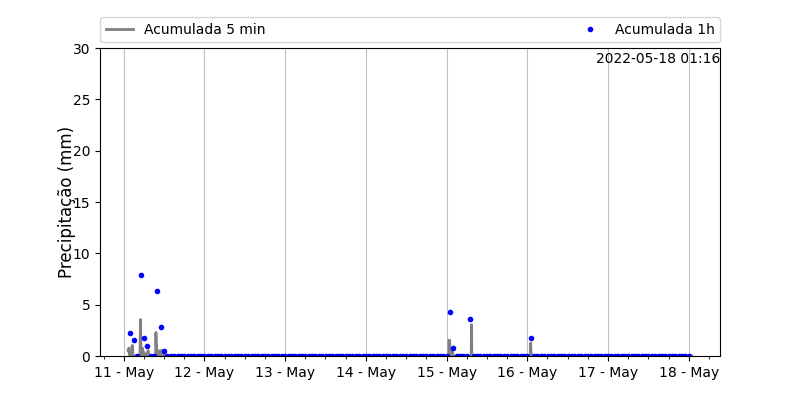 Acumulada 5 min
Acumulada 1h
2022-05-18 01:16
Precipitação (mm)
30
25
20
15
10
5
0
11 - May 12 - May 13 - May 14 - May 15 - May 16 - May 17 - May 18 - May